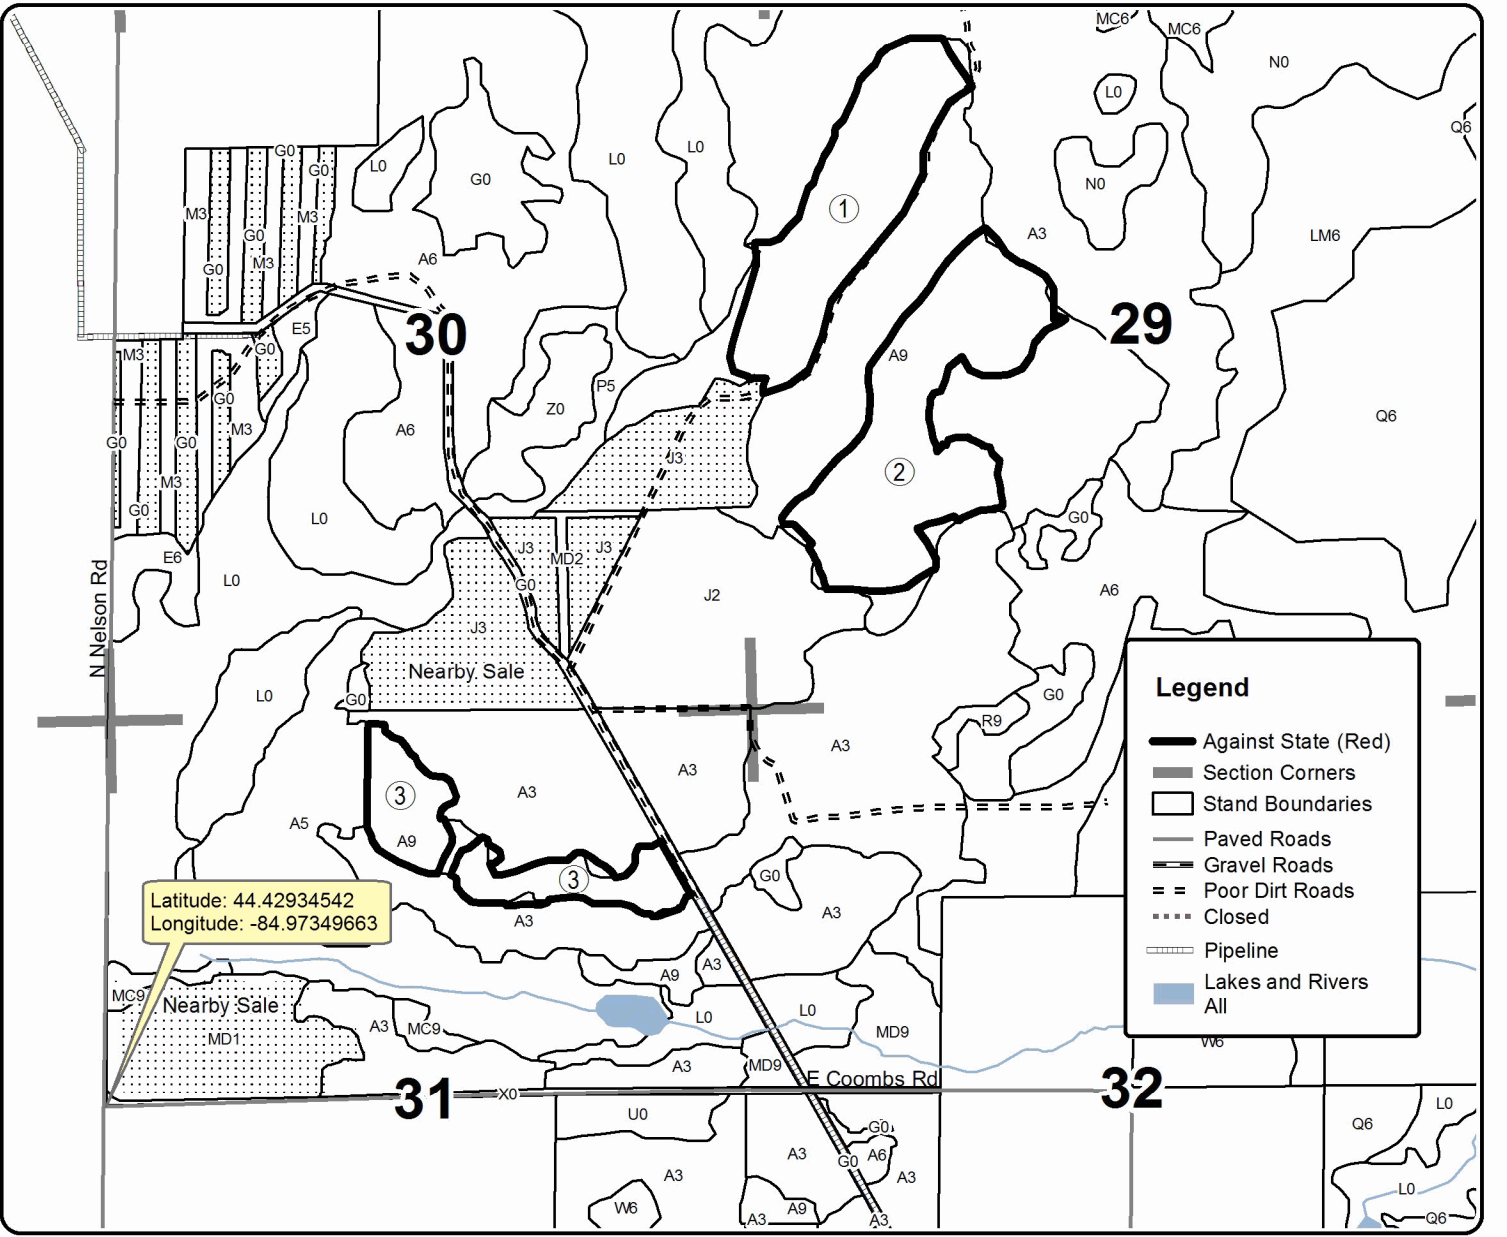 MC6
MC6
N0
L0
Q6
G0
L0
L0
L0
G0
G0
N0
M3
M3
1
G0
A3
LM6
A6
M3
G0
E5
30
29
G0
M3
A9
P5
G0
Z0
Q6
M3
A6
G0
G0
J3
2
M3
G0
L0
G0
J3
J3
E6
MD2
L0
G0
J2
A6
N Nelson Rd
J3
Nearby Sale
L0
G0
G0
R9
A3
A3
A3
3
A5
A9
3
G0
A3
A3
Legend
Against State (Red)
Section Corners
Stand Boundaries
Paved Roads
Gravel Roads
Poor Dirt Roads
Closed
Pipeline
Lakes and Rivers
All
Latitude: 44.42934542
Longitude: -84.97349663
A9
A3
MC9
Nearby Sale
MD1
A3
MC9
L0
L0
MD9
W6
A3
MD9
E Coombs Rd
31
X0
32
U0
L0
Q6
G0
A3
G0
A6
A3
A3
L0
W6
A9
A3
A3
Q6